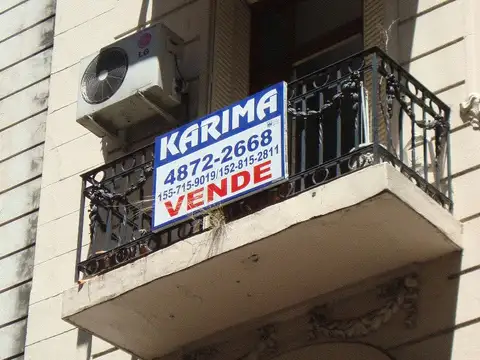 LG
KARIMA
4872-2668
155-715-9019/152-815-2811
VENDE